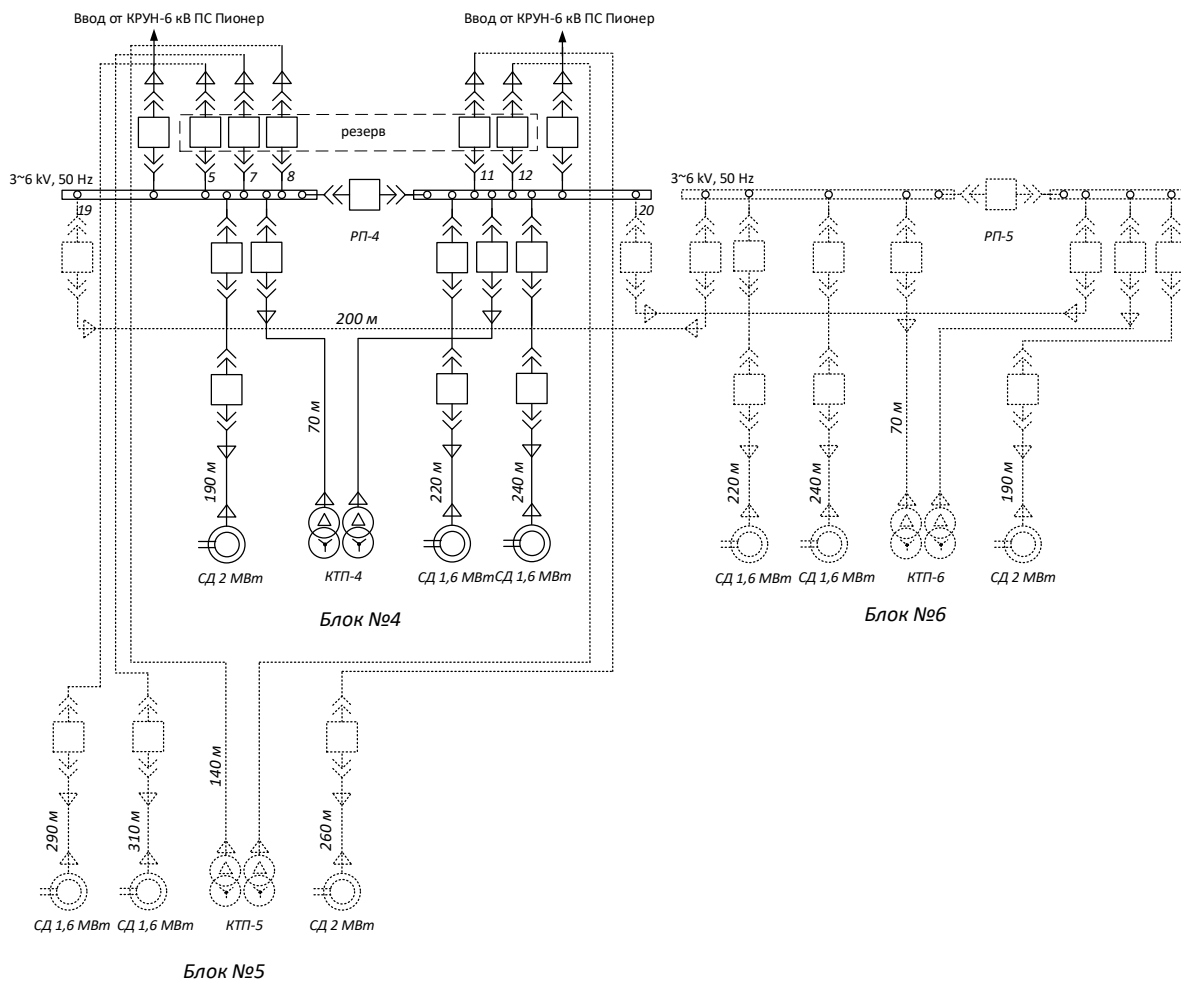 Ввод от КРУН-6 кВ ПС Пионер
Ввод от КРУН-6 кВ ПС Пионер
резерв
3~6 kV, 50 Hz
5
7
8
11
12
3~6 kV, 50 Hz
19
20
РП-4
РП-5
200 м
190 м
70 м
220 м
240 м
220 м
240 м
70 м
190 м
СД 2 МВт
КТП-4
СД 1,6 МВт
СД 1,6 МВт
СД 1,6 МВт
СД 1,6 МВт
КТП-6
СД 2 МВт
Блок №4
Блок №6
290 м
310 м
140 м
260 м
СД 1,6 МВт
СД 1,6 МВт
КТП-5
СД 2 МВт
Блок №5